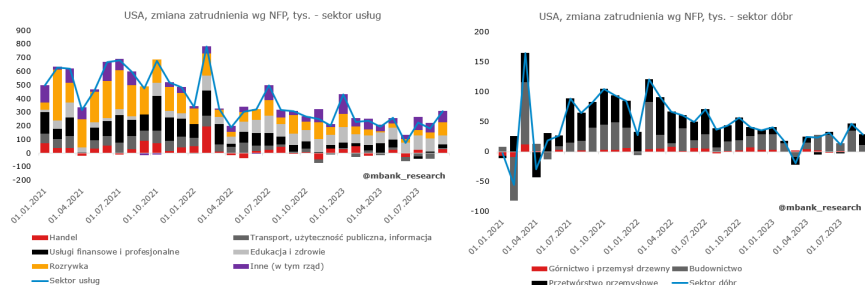 USA, zmiana zatrudnienia wg NFP, tys. - sektor usług
900
800
700
600
500
400
300
200
100
0
-100
-200
01.01.2021
01.04.2021
01.07.2021
01.10.2021
01.01.2022
01.04.2022
01.07.2022
01.10.2022
01.01.2023
01.04.2023
01.07.2023
@mbank_research
Handel
Transport, użyteczność publiczna, informacja
Usługi finansowe i profesjonalne
Edukacja i zdrowie
Rozrywka
Inne (w tym rząd)
Sektor usług
USA, zmiana zatrudnienia wg NFP, tys. - sektor dóbr
200
150
100
50
0
-50
-100
01.01.2021
01.04.2021
01.07.2021
01.10.2021
01.01.2022
01.04.2022
01.07.2022
01.10.2022
01.01.2023
01.04.2023
01.07.2023
@mbank_research
Górnictwo i przemysł drzewny
Budownictwo
Przetwórstwo przemysłowe
Sektor dóbr